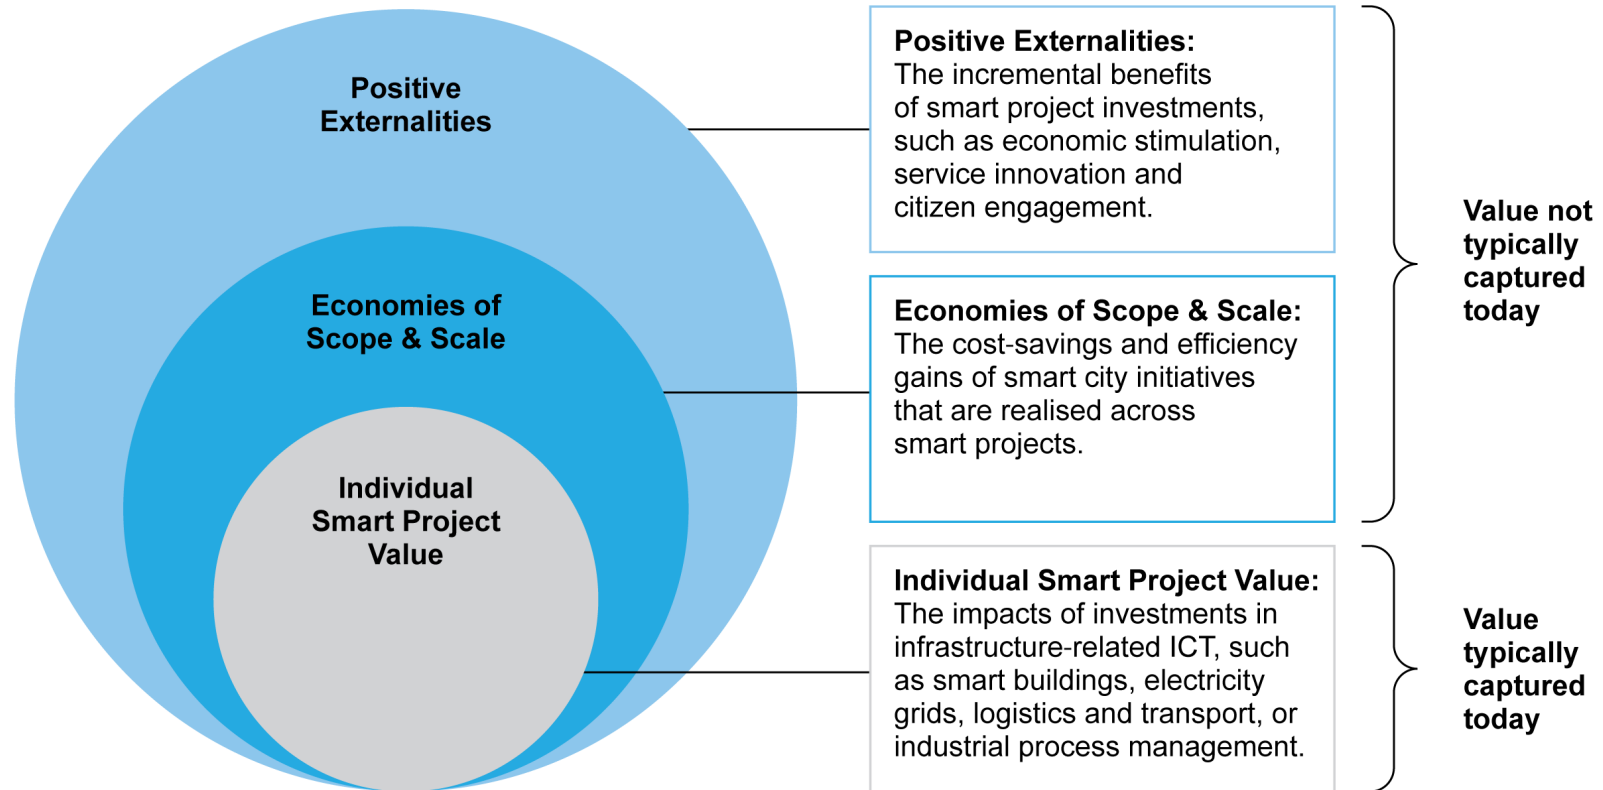 Positive
Externalities
Economies of
Scope & Scale
Individual
Smart Project
Value
Positive Externalities:
The incremental benefits
of smart project investments,
such as economic stimulation,
service innovation and
citizen engagement.
Economies of Scope & Scale:
The cost-savings and efficiency
gains of smart city initiatives
that are realised across
smart projects.
Individual Smart Project Value:
The impacts of investments in
infrastructure-related ICT, such
as smart buildings, electricity
grids, logistics and transport, or
industrial process management.
Value not
typically
captured
today
Value
typically
captured
today